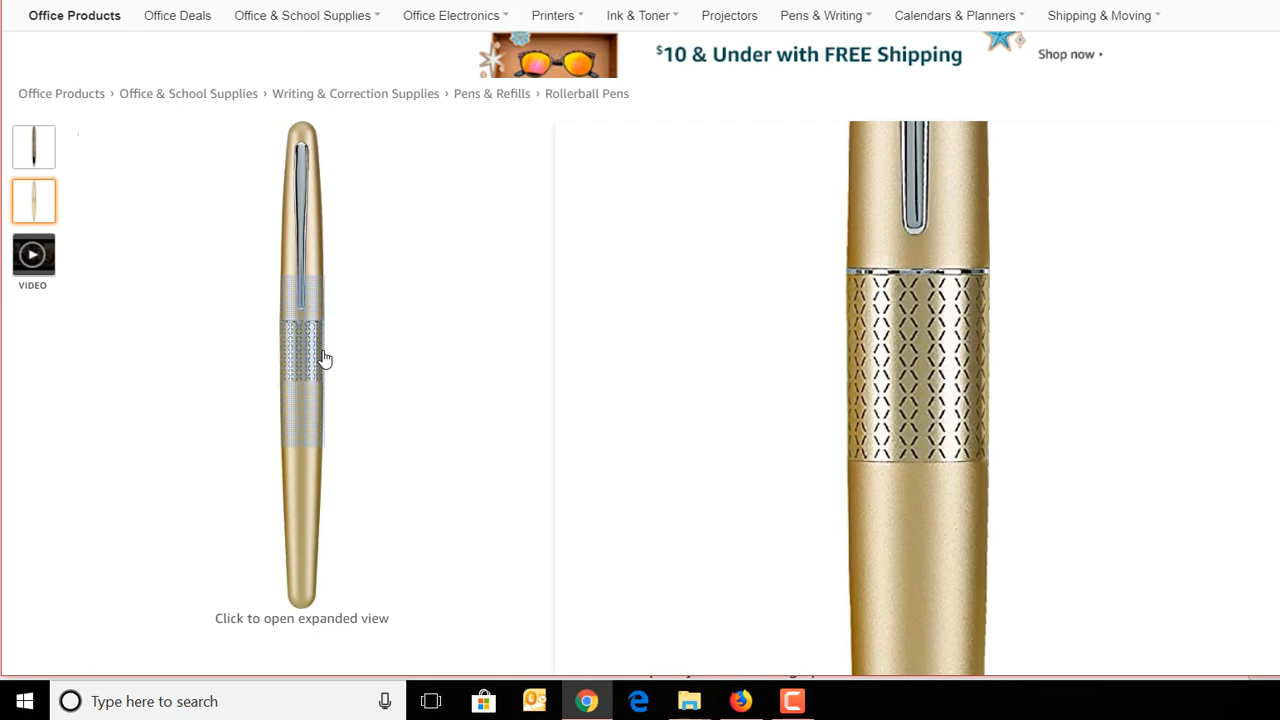 Office Products Office Deals Office & School Supplies Office Electronics Printers Ink & Toner Projectors Pens & Writing Calendars & Planners Shipping & Moving
$10 & Under with FREE Shipping Shop now
Office Products › Office & School Supplies › Writing & Correction Supplies › Pens & Refills › Rollerball Pens
VIDEO
Click to open expanded view
Type here to search